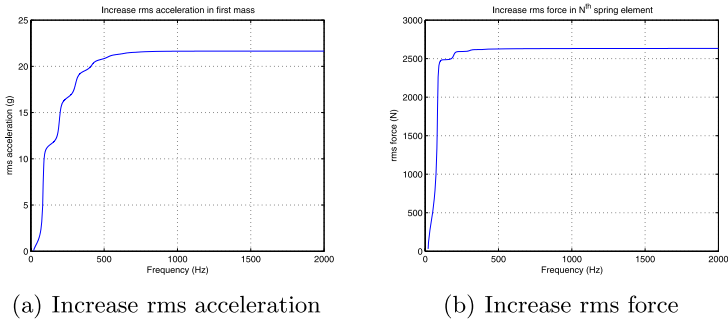 Increase rms acceleration in first mass
25
20
15
10
5
0
rms acceleration (g)
0 500 1000 1500 2000
Frequency (Hz)
(a) Increase rms acceleration
Increase rms force in Nth spring element
3000
2500
2000
1500
1000
500
0
rms force (N)
0 500 1000 1500 2000
Frequency (Hz)
(b) Increase rms force